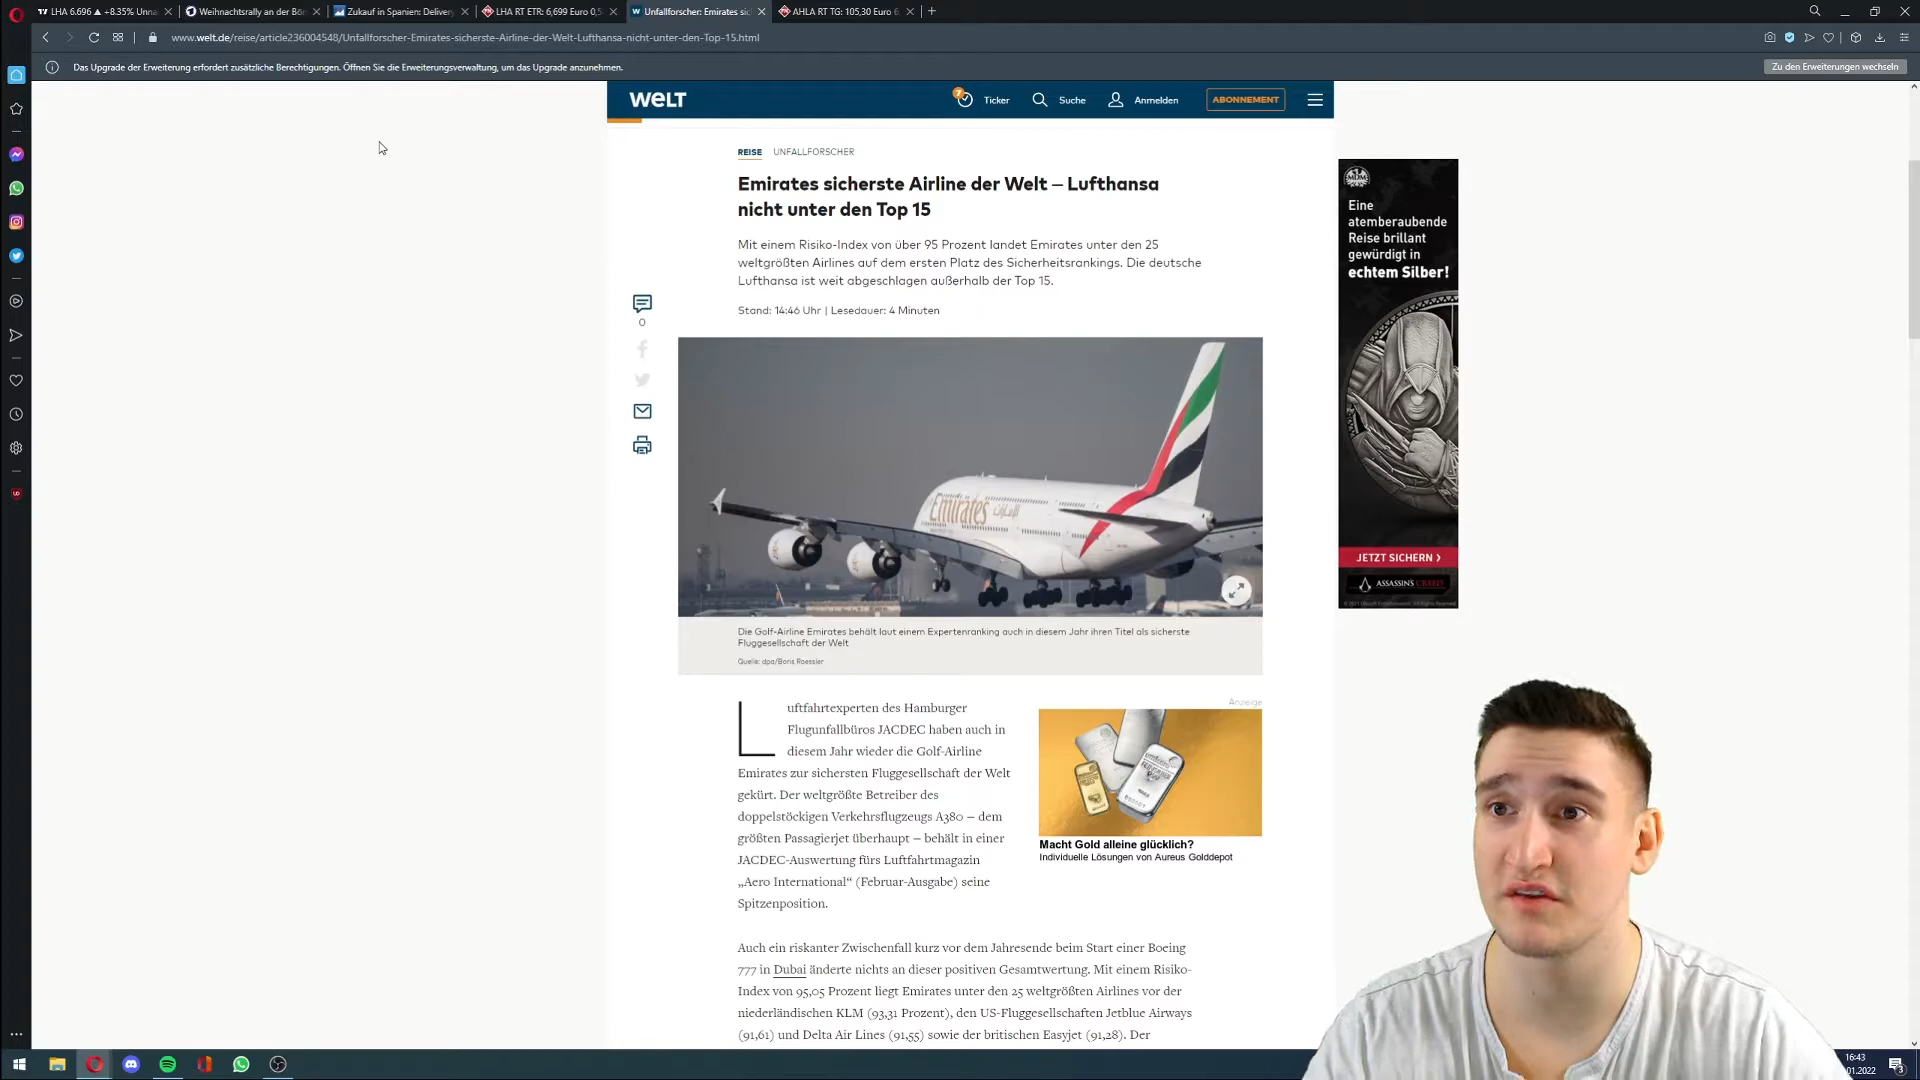 LHA 6.696 ▲ +8.35% Unna
Weihnachtsrally an der Bör
Zukauf in Spanien: Delivery
LHA RT ETR: 6,699 Euro 0,5
Unfallforscher: Emirates sic
AHLA RT TG: 105,30 Euro 6
www.welt.de/reise/article236004548/Unfallforscher-Emirates-sicherste-Airline-der-Welt-Lufthansa-nicht-unter-den-Top-15.html
Das Upgrade der Erweiterung erfordert zusätzliche Berechtigungen. Öffnen Sie die Erweiterungsverwaltung, um das Upgrade anzunehmen.
Zu den Erweiterungen wechseln
WELT
7
Ticker
Suche
Anmelden
ABONNEMENT
REISE UNFALLFORSCHER
Emirates sicherste Airline der Welt – Lufthansa
nicht unter den Top 15
Mit einem Risiko-Index von über 95 Prozent landet Emirates unter den 25
weltgrößten Airlines auf dem ersten Platz des Sicherheitsrankings. Die deutsche
Lufthansa ist weit abgeschlagen außerhalb der Top 15.
Stand: 14:46 Uhr | Lesedauer: 4 Minuten
0
Emirates
Die Golf-Airline Emirates behält laut einem Expertenranking auch in diesem Jahr ihren Titel als sicherste
Fluggesellschaft der Welt
Quelle: dpa/Boris Roessler
Luftfahrtexperten des Hamburger
Flugunfallbüros JACDEC haben auch in
diesem Jahr wieder die Golf-Airline
Emirates zur sichersten Fluggesellschaft der Welt
gekürt. Der weltgrößte Betreiber des
doppelstöckigen Verkehrsflugzeugs A380 – dem
größten Passagierjet überhaupt – behält in einer
JACDEC-Auswertung fürs Luftfahrtmagazin
„Aero International“ (Februar-Ausgabe) seine
Spitzenposition.
Anzeige
Macht Gold alleine glücklich?
Individuelle Lösungen von Aureus Golddepot
Auch ein riskanter Zwischenfall kurz vor dem Jahresende beim Start einer Boeing
777 in Dubai änderte nichts an dieser positiven Gesamtwertung. Mit einem Risiko-
Index von 95,05 Prozent liegt Emirates unter den 25 weltgrößten Airlines vor der
niederländischen KLM (93,31 Prozent), den US-Fluggesellschaften Jetblue Airways
(91,61) und Delta Air Lines (91,55) sowie der britischen Easyjet (91,28). Der
MDM
Eine
atemberaubende
Reise brillant
gewürdigt in
echtem Silber!
JETZT SICHERN >
ASSASSIN'S CREED
16:43
.01.2022
3